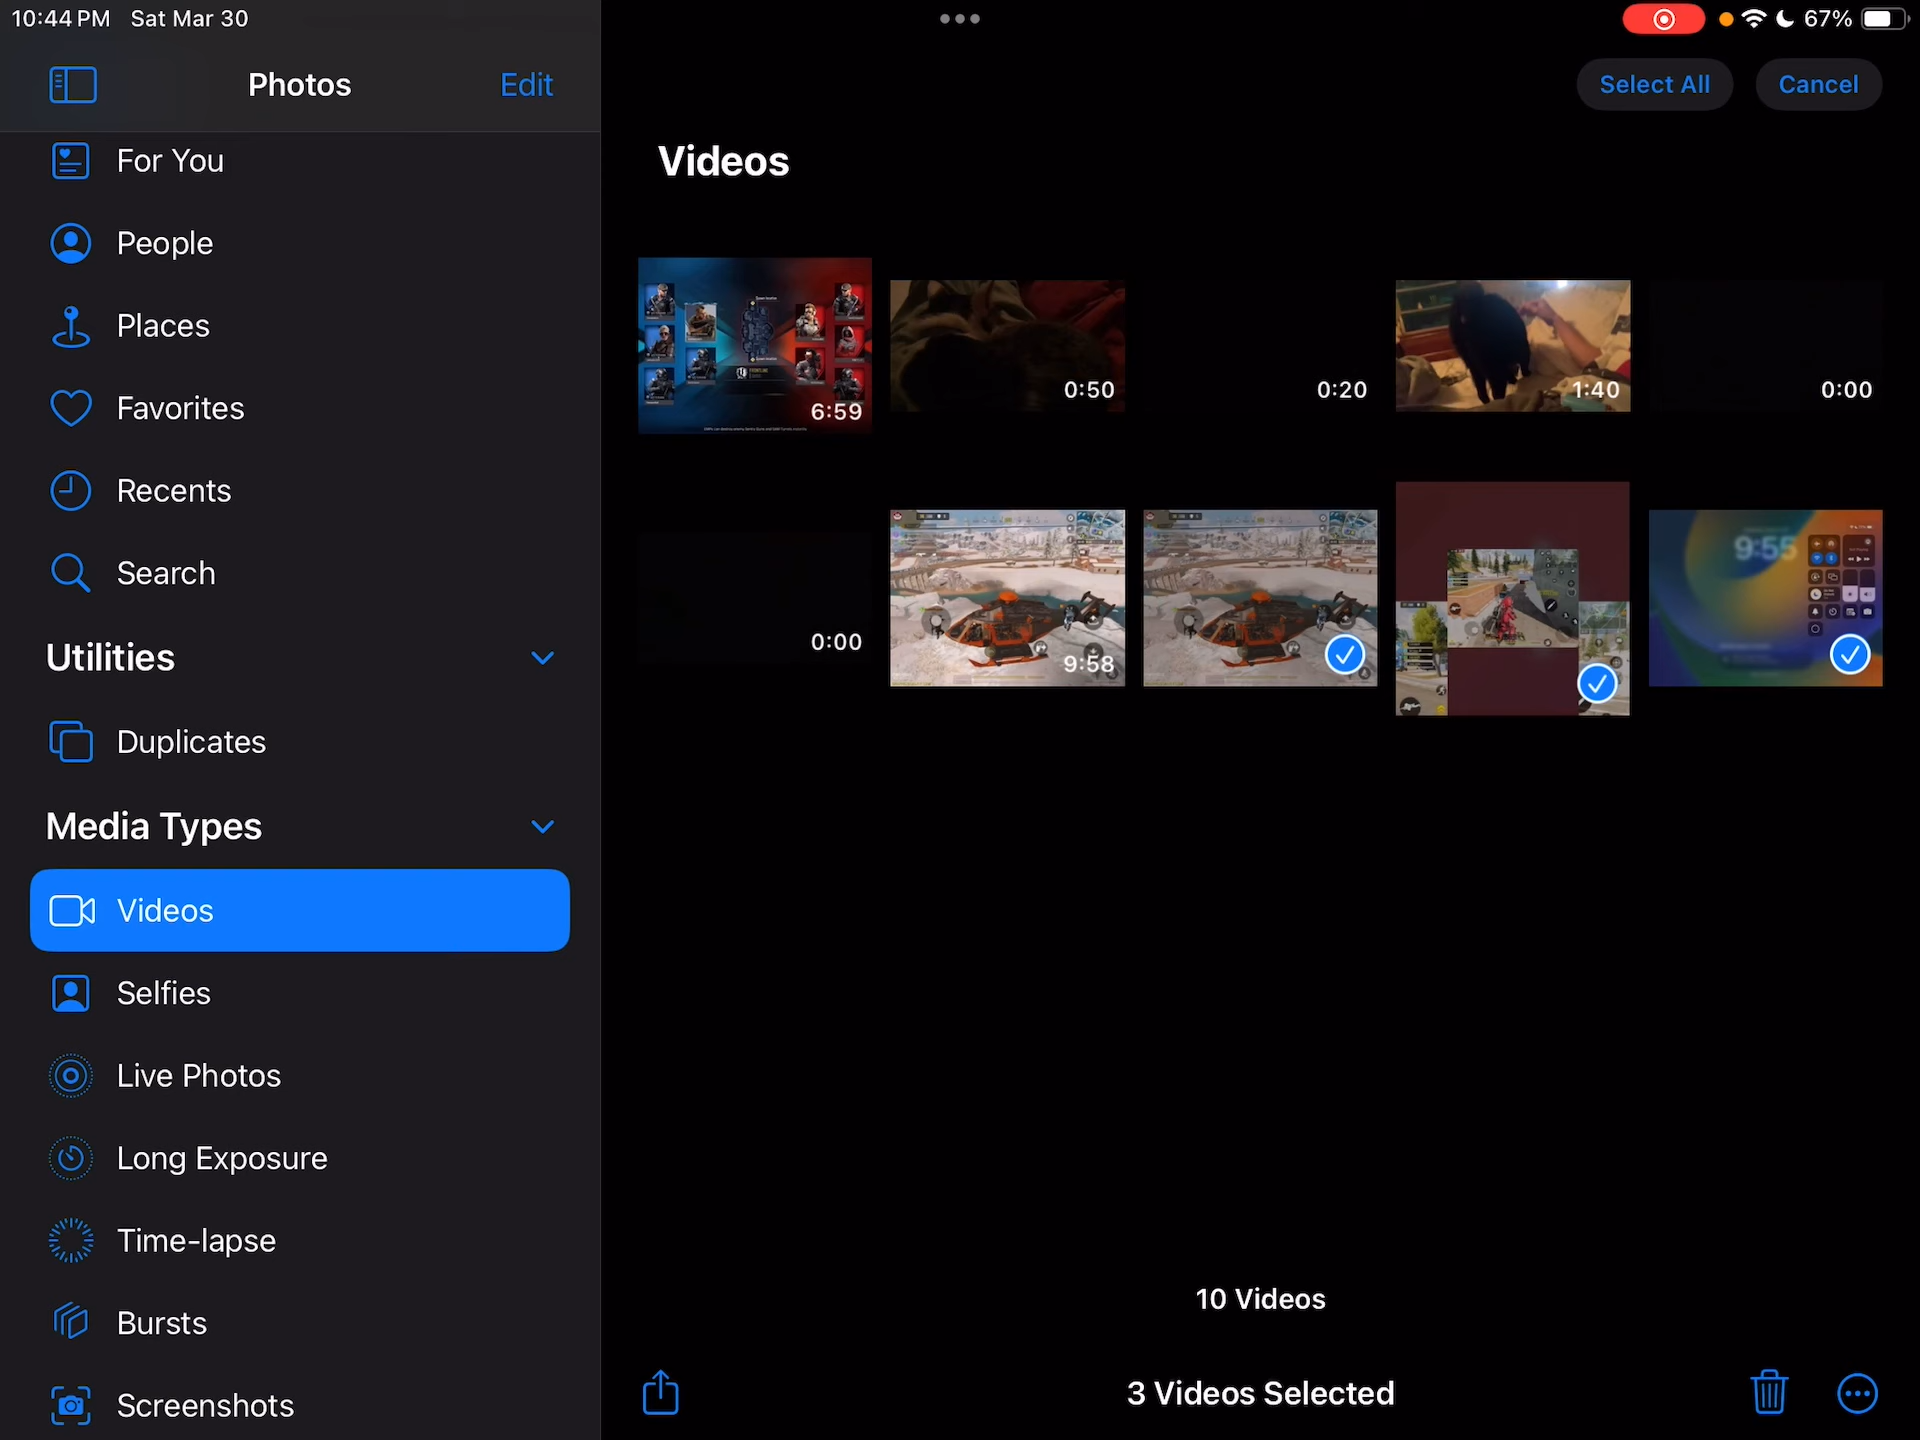 10:44 PM Sat Mar 30
67%
Photos
Edit
For You
People
Places
Favorites
Recents
Search
Utilities
Duplicates
Media Types
Videos
Selfies
Live Photos
Long Exposure
Time-lapse
Bursts
Screenshots
Select All
Cancel
Videos
6:59
0:50
0:20
1:40
0:00
0:00
9:58
9:55
10 Videos
3 Videos Selected